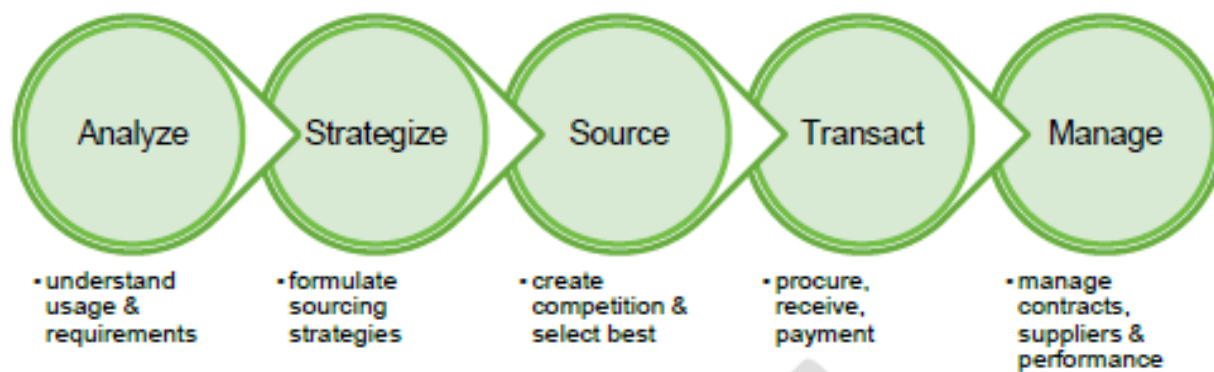 Analyze
Strategize
Source
Transact
Manage
▪ understand
usage &
requirements
▪ formulate
sourcing
strategies
▪ create
competition &
select best
▪ procure,
receive,
payment
▪ manage
contracts,
suppliers &
performance